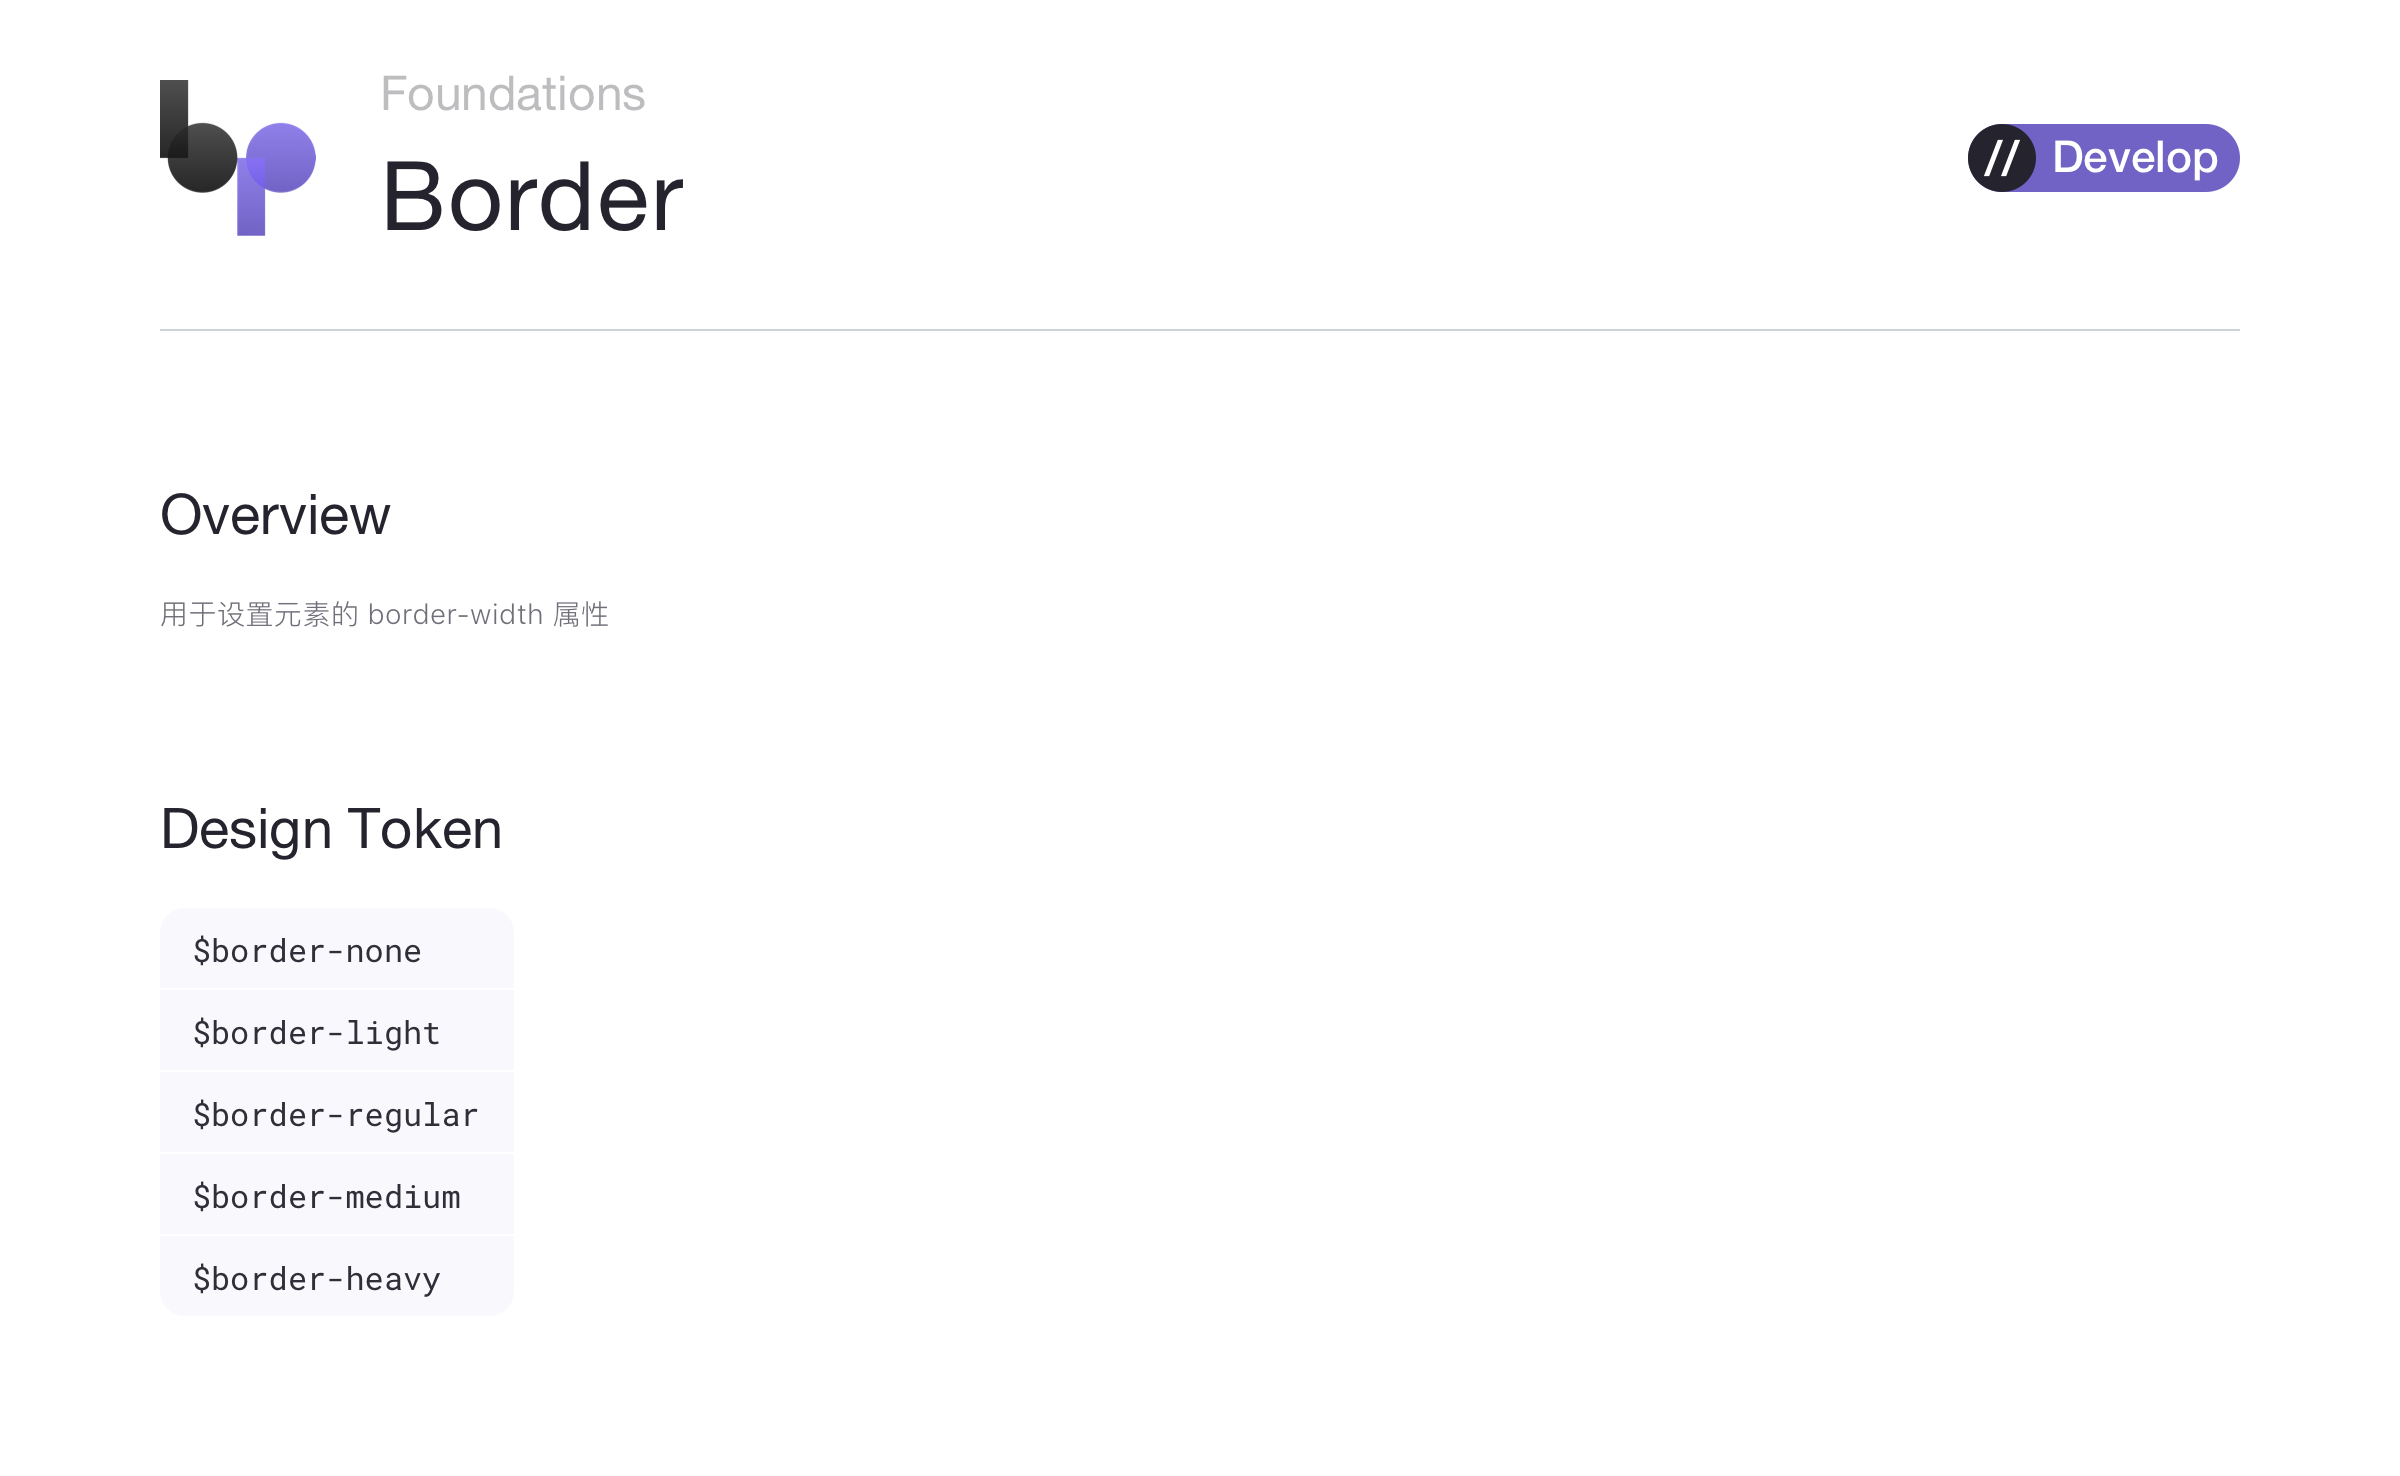 Foundations
Border
// Develop
Overview
用于设置元素的 border-width 属性
Design Token
$border-none
$border-light
$border-regular
$border-medium
$border-heavy